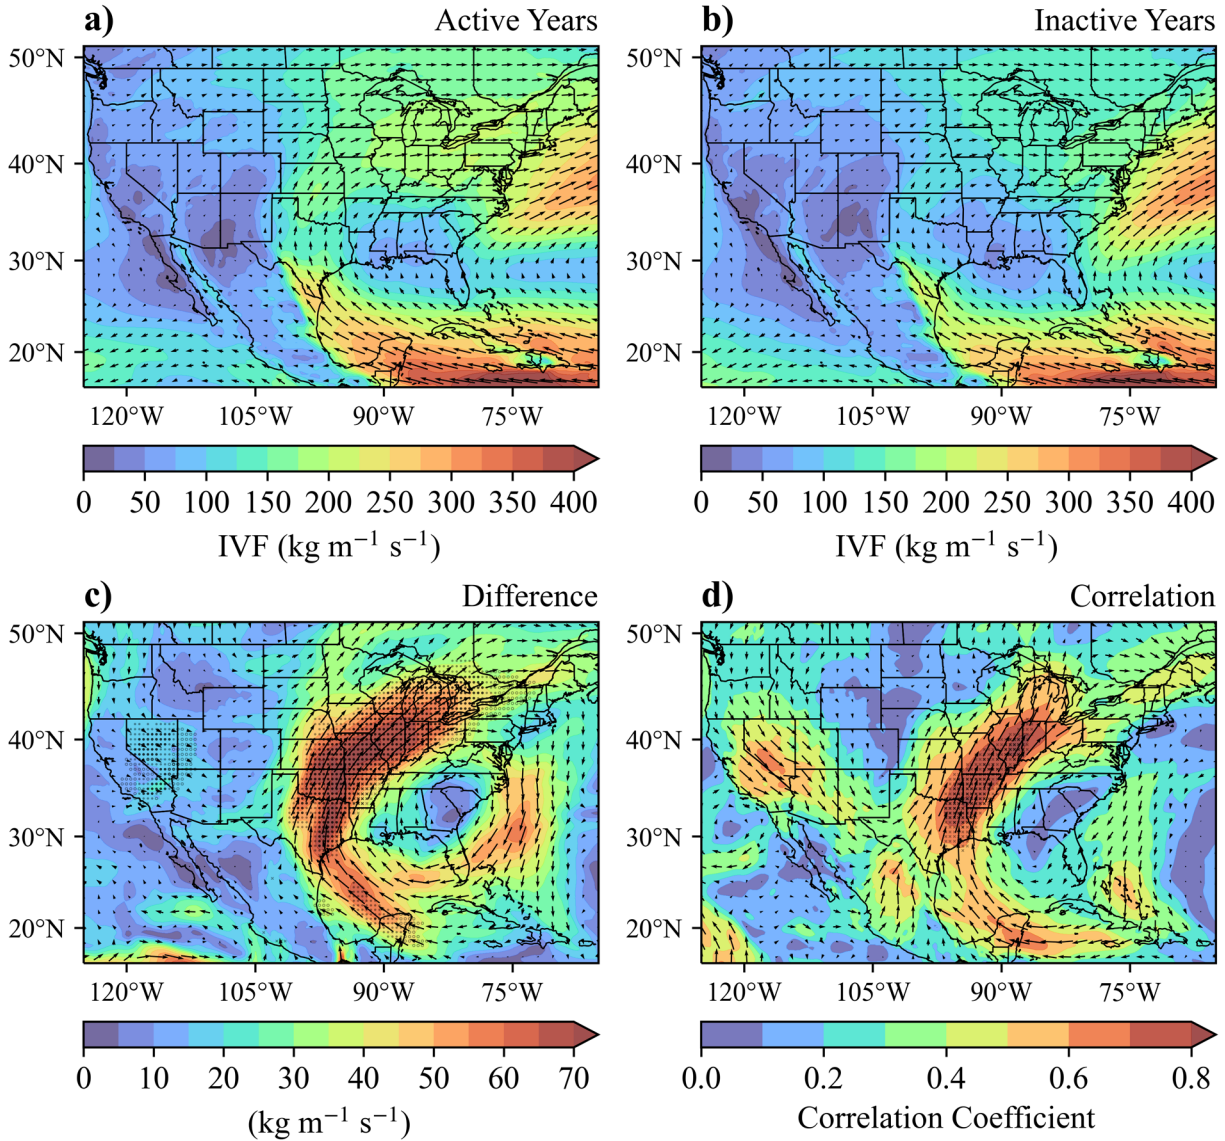 a) Active Years
b) Inactive Years
50°N
40°N
30°N
20°N
120°W 105°W 90°W 75°W
50°N
40°N
30°N
20°N
120°W 105°W 90°W 75°W
0 50 100 150 200 250 300 350 400
IVF (kg m⁻¹ s⁻¹)
0 50 100 150 200 250 300 350 400
IVF (kg m⁻¹ s⁻¹)
c) Difference
d) Correlation
50°N
40°N
30°N
20°N
120°W 105°W 90°W 75°W
50°N
40°N
30°N
20°N
120°W 105°W 90°W 75°W
0 10 20 30 40 50 60 70
(kg m⁻¹ s⁻¹)
0.0 0.2 0.4 0.6 0.8
Correlation Coefficient